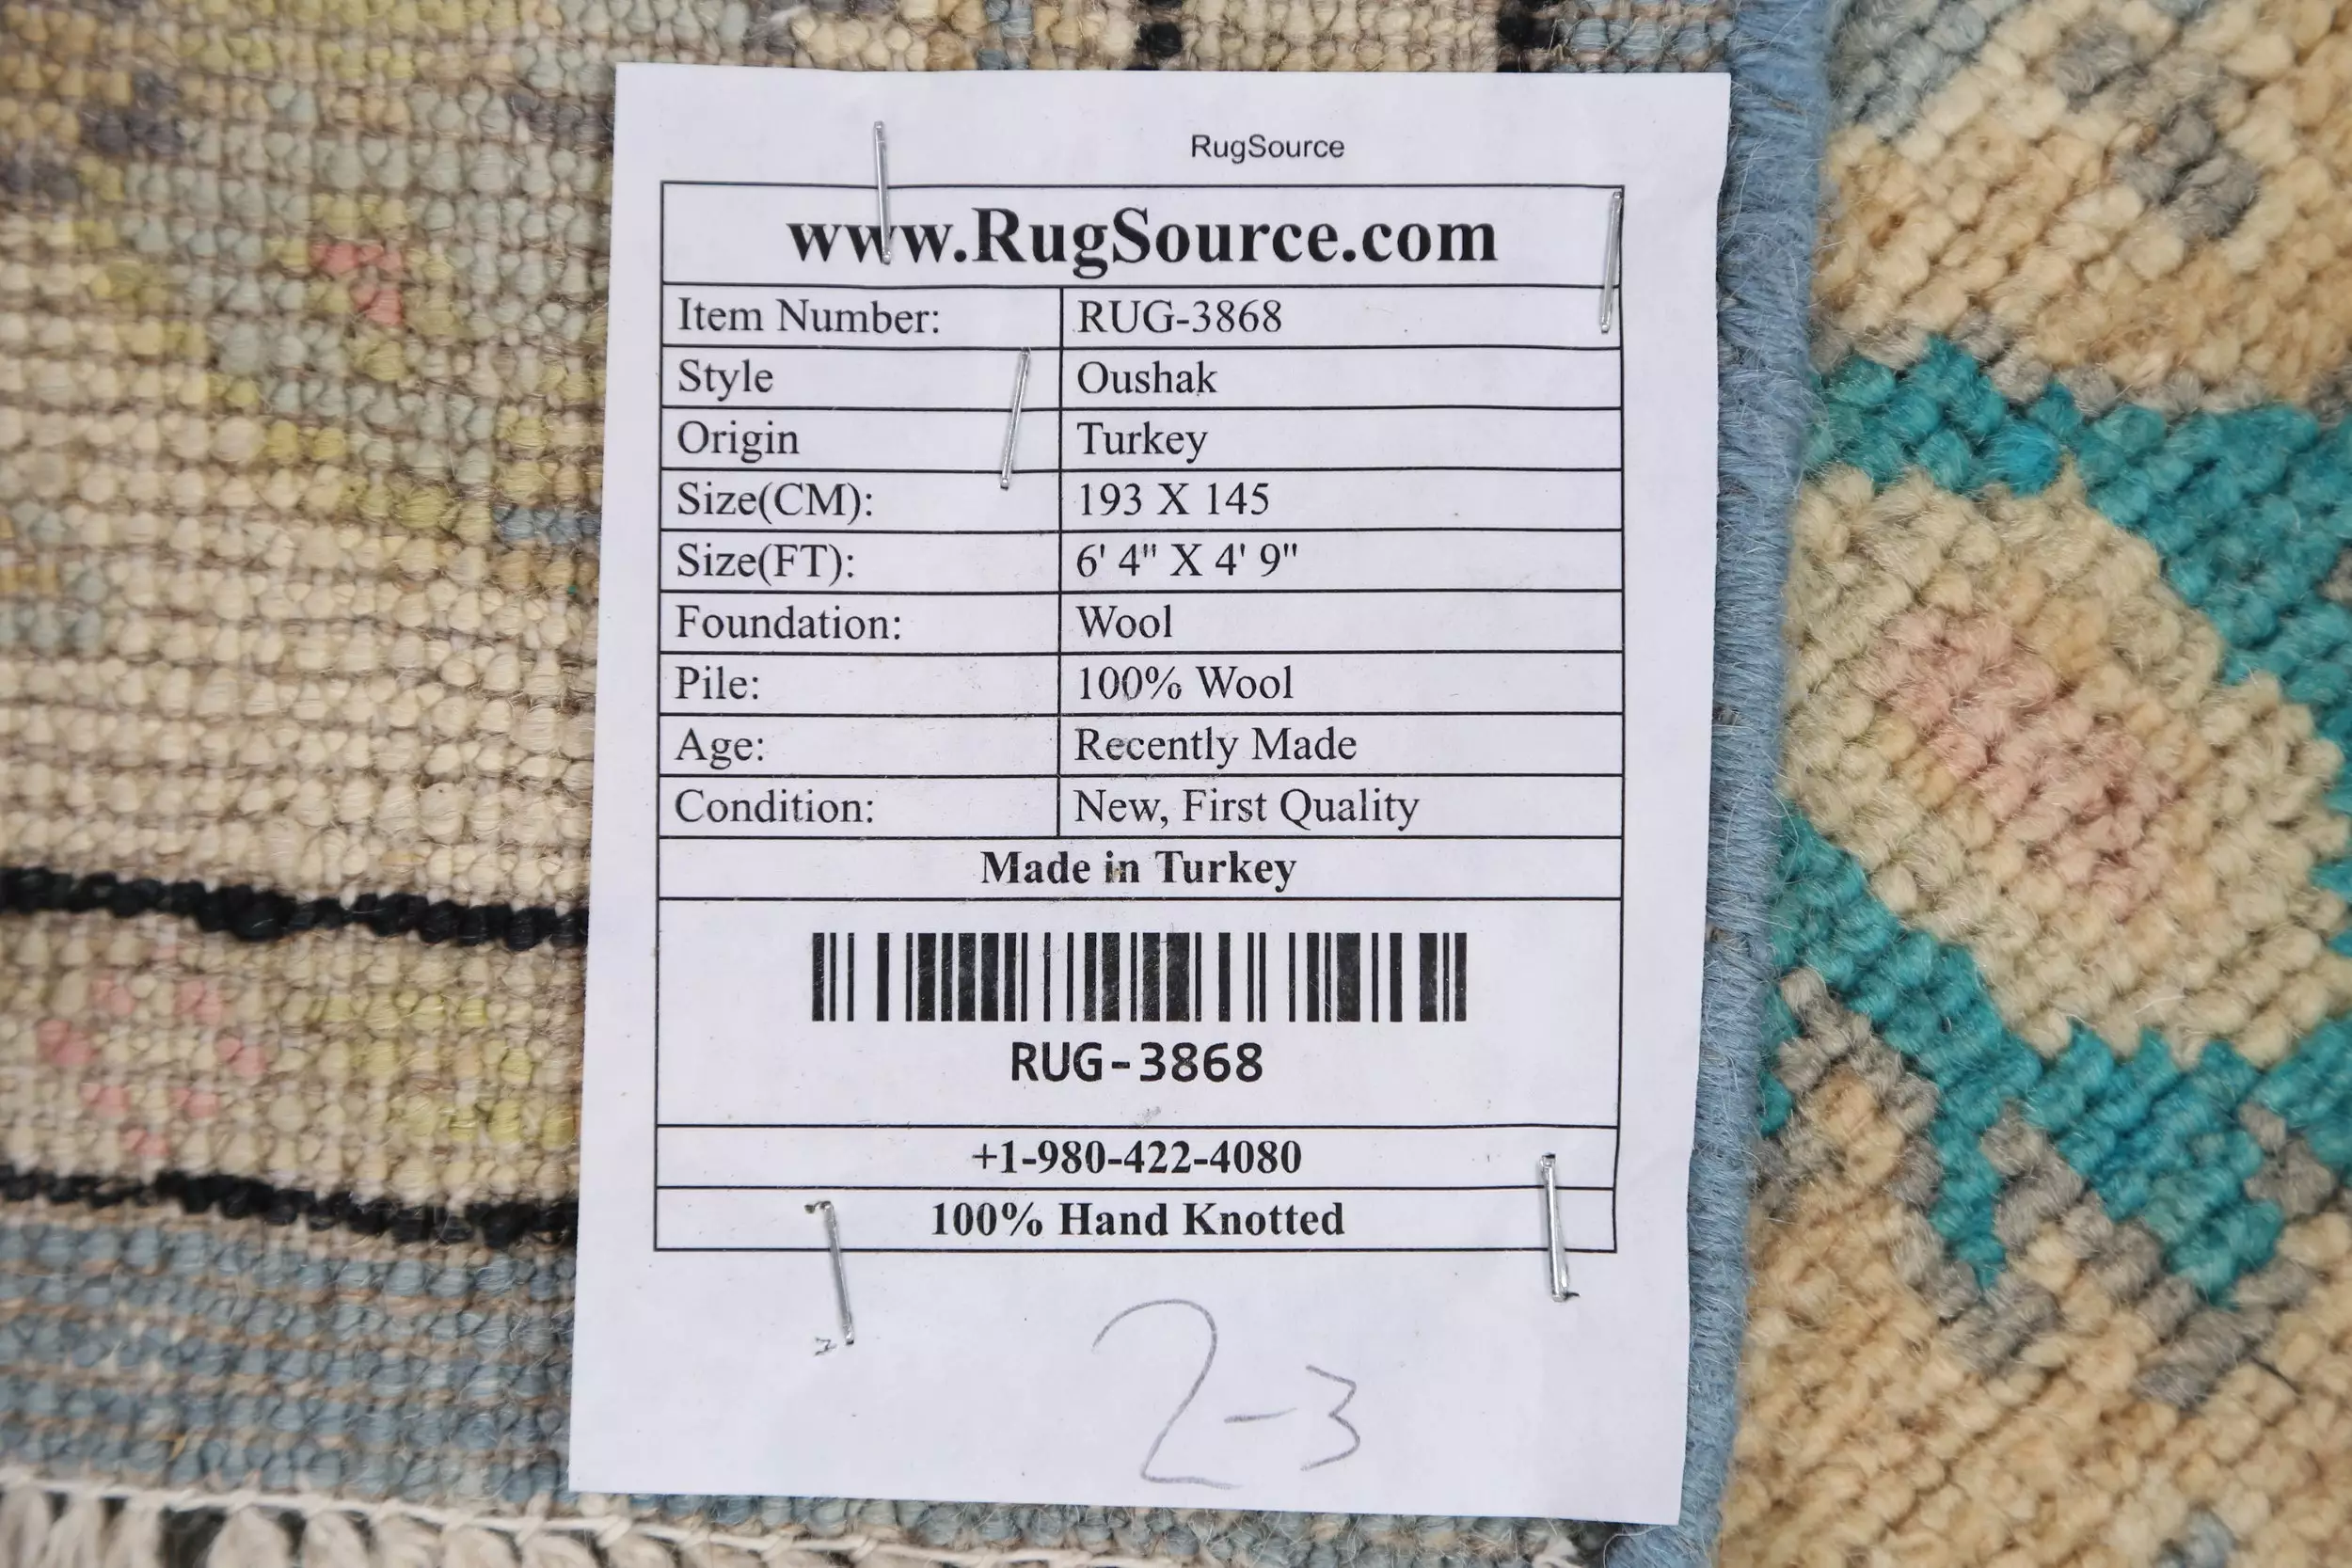 RugSource
www.RugSource.com
Item Number: RUG-3868
Style Oushak
Origin Turkey
Size(CM): 193 X 145
Size(FT): 6' 4" X 4' 9"
Foundation: Wool
Pile: 100% Wool
Age: Recently Made
Condition: New, First Quality
Made in Turkey
RUG-3868
+1-980-422-4080
100% Hand Knotted
2-3